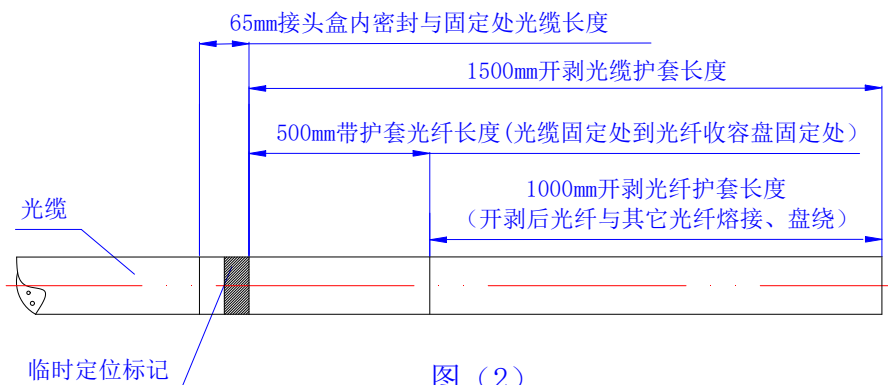 65mm接头盒内密封与固定处光缆长度
1500mm开剥光缆护套长度
500mm带护套光纤长度(光缆固定处到光纤收容盘固定处）
1000mm开剥光纤护套长度
（开剥后光纤与其它光纤熔接、盘绕）
光缆
临时定位标记
图（2）